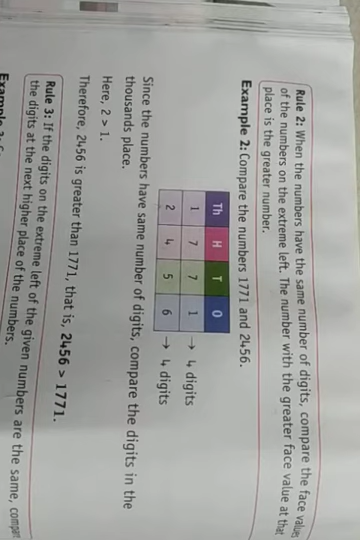 Rule 2: When the numbers have the same number of digits, compare the face values
of the numbers on the extreme left. The number with the greater face value at that
place is the greater number.
Example 2: Compare the numbers 1771 and 2456.
Th H T O
1 7 7 1 → 4 digits
2 4 5 6 → 4 digits
Since the numbers have same number of digits, compare the digits in the
thousands place.
Here, 2 > 1.
Therefore, 2456 is greater than 1771, that is, 2456 > 1771.
Rule 3: If the digits on the extreme left of the given numbers are the same, compare
the digits at the next higher place of the numbers.
Example